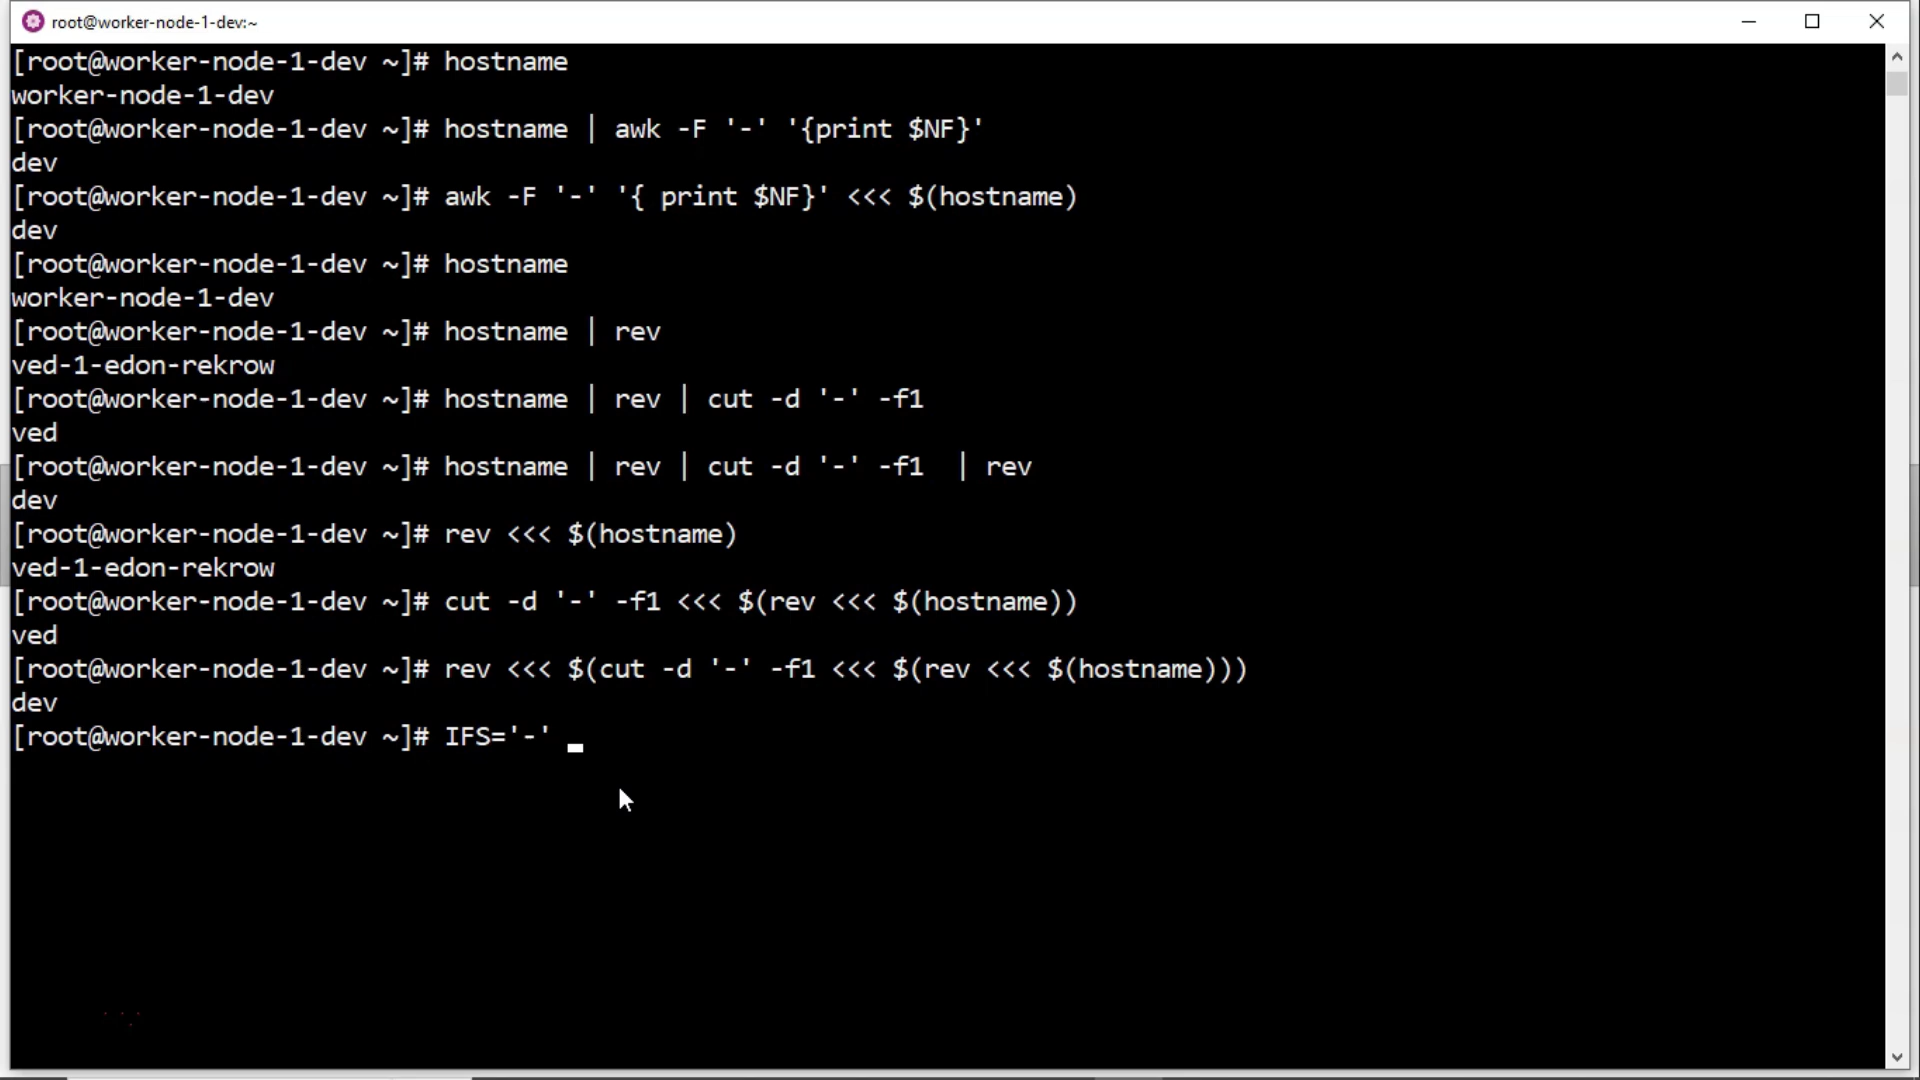 root@worker-node-1-dev:~
[root@worker-node-1-dev ~]# hostname
worker-node-1-dev
[root@worker-node-1-dev ~]# hostname | awk -F '-' '{print $NF}'
dev
[root@worker-node-1-dev ~]# awk -F '-' '{ print $NF}' <<< $(hostname)
dev
[root@worker-node-1-dev ~]# hostname
worker-node-1-dev
[root@worker-node-1-dev ~]# hostname | rev
ved-1-edon-rekrow
[root@worker-node-1-dev ~]# hostname | rev | cut -d '-' -f1
ved
[root@worker-node-1-dev ~]# hostname | rev | cut -d '-' -f1  | rev
dev
[root@worker-node-1-dev ~]# rev <<< $(hostname)
ved-1-edon-rekrow
[root@worker-node-1-dev ~]# cut -d '-' -f1 <<< $(rev <<< $(hostname))
ved
[root@worker-node-1-dev ~]# rev <<< $(cut -d '-' -f1 <<< $(rev <<< $(hostname)))
dev
[root@worker-node-1-dev ~]# IFS='-'